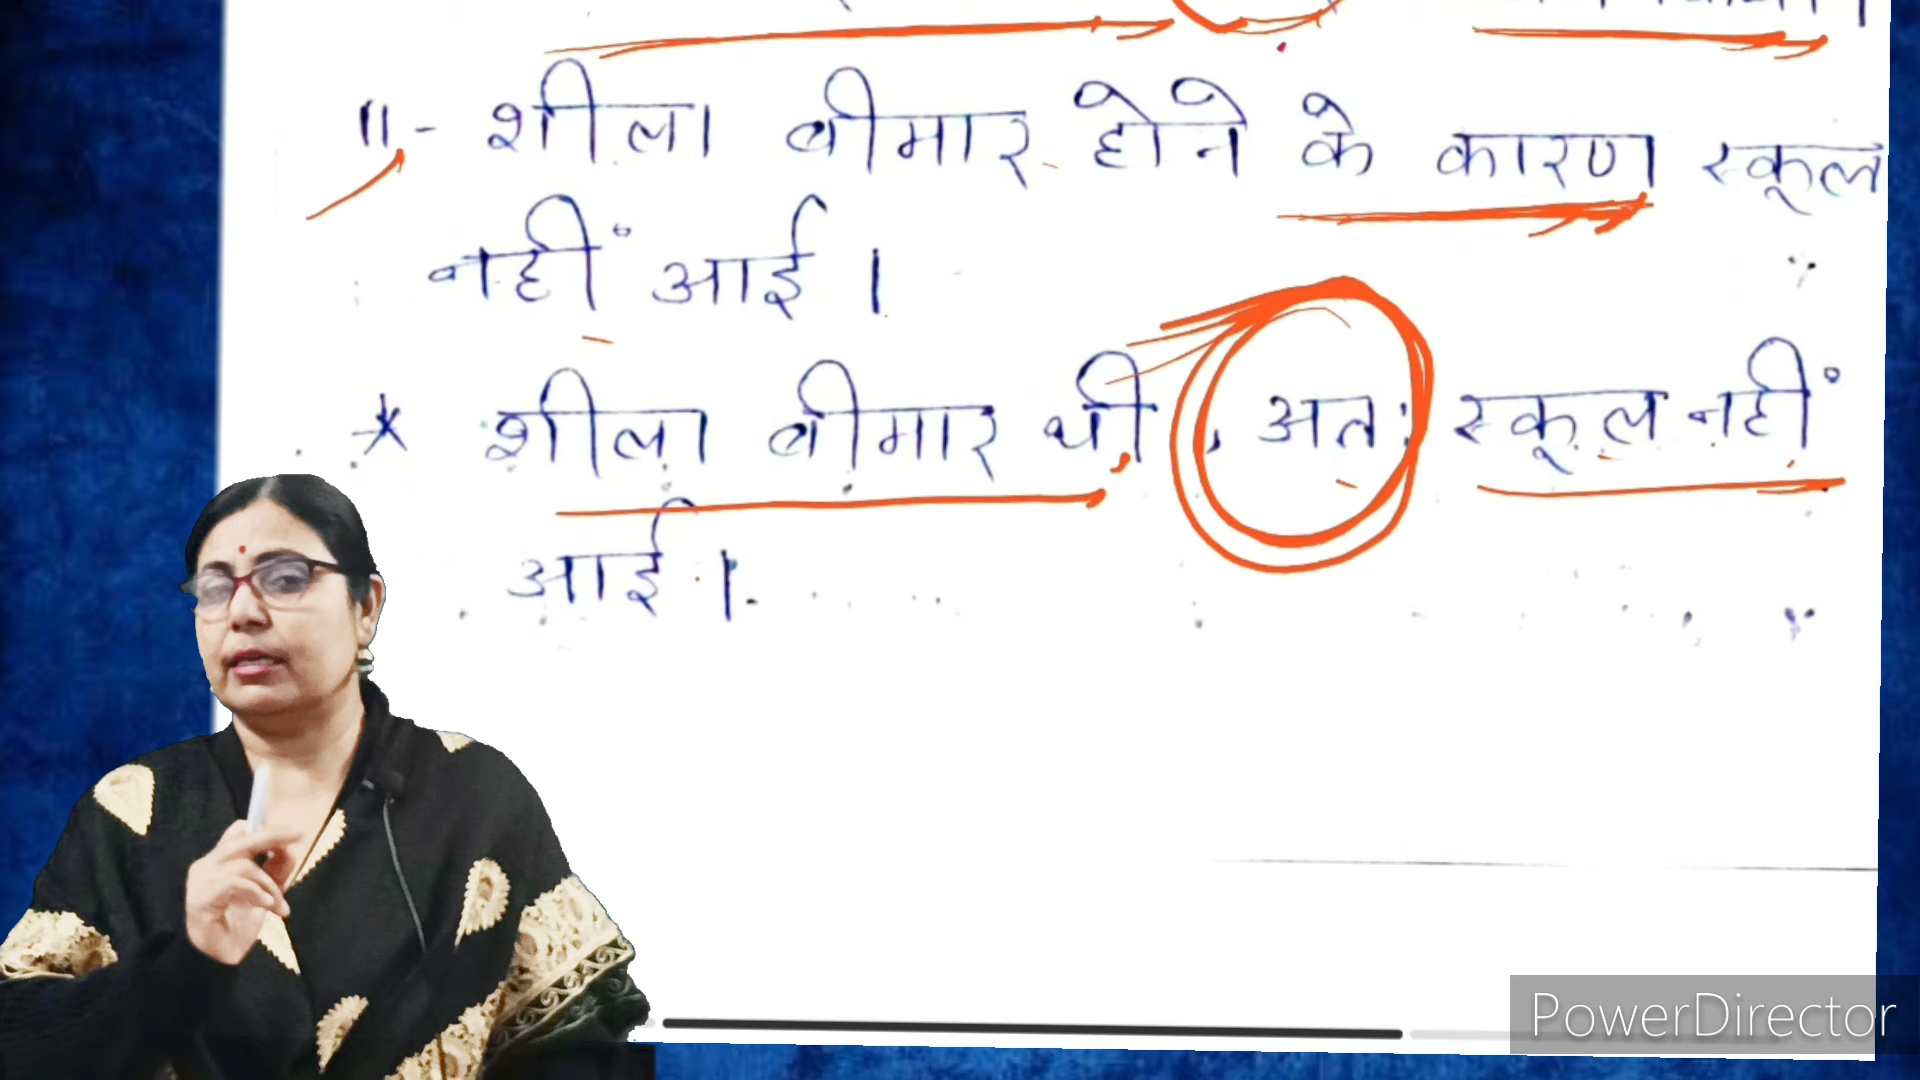 11- शीला बीमार होने के कारण स्कूल
नहीं आई।
* शीला बीमार थी, अतः स्कूल नहीं
आई।
PowerDirector